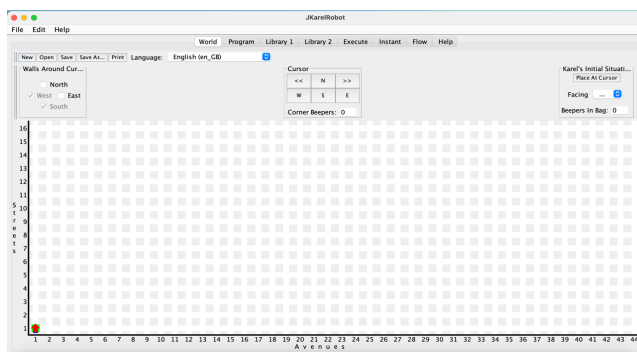 JKarelRobot
File Edit Help
World Program Library 1 Library 2 Execute Instant Flow Help
New Open Save Save As... Print Language: English (en_GB)
Walls Around Cur...
North
West East
South
Cursor
<< N >>
W S E
Corner Beepers: 0
Karel's Initial Situati...
Place At Cursor
Facing ...
Beepers In Bag: 0
16
15
14
13
12
11
10
9
8
7
6
5
4
3
2
1
Streets
1 2 3 4 5 6 7 8 9 10 11 12 13 14 15 16 17 18 19 20 21 22 23 24 25 26 27 28 29 30 31 32 33 34 35 36 37 38 39 40 41 42 43 44
Avenues